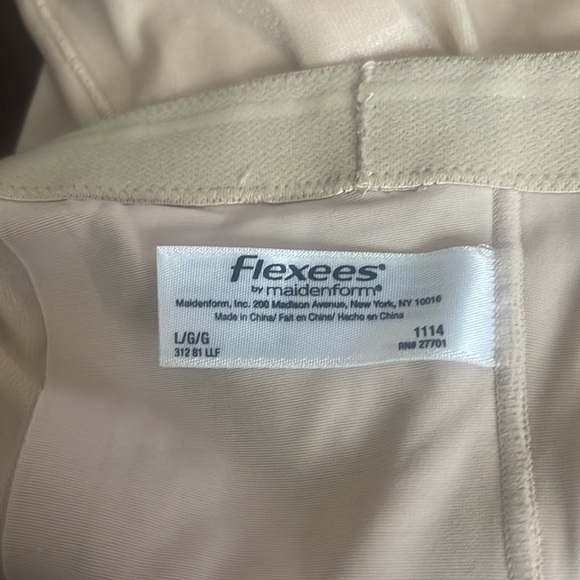 Flexees®
by maidenform®
Maidenform, Inc. 200 Madison Avenue, New York, NY 10016
Made in China/ Fait en Chine/ Hecho en China
L/G/G 1114
312 81 LLF RN# 27701